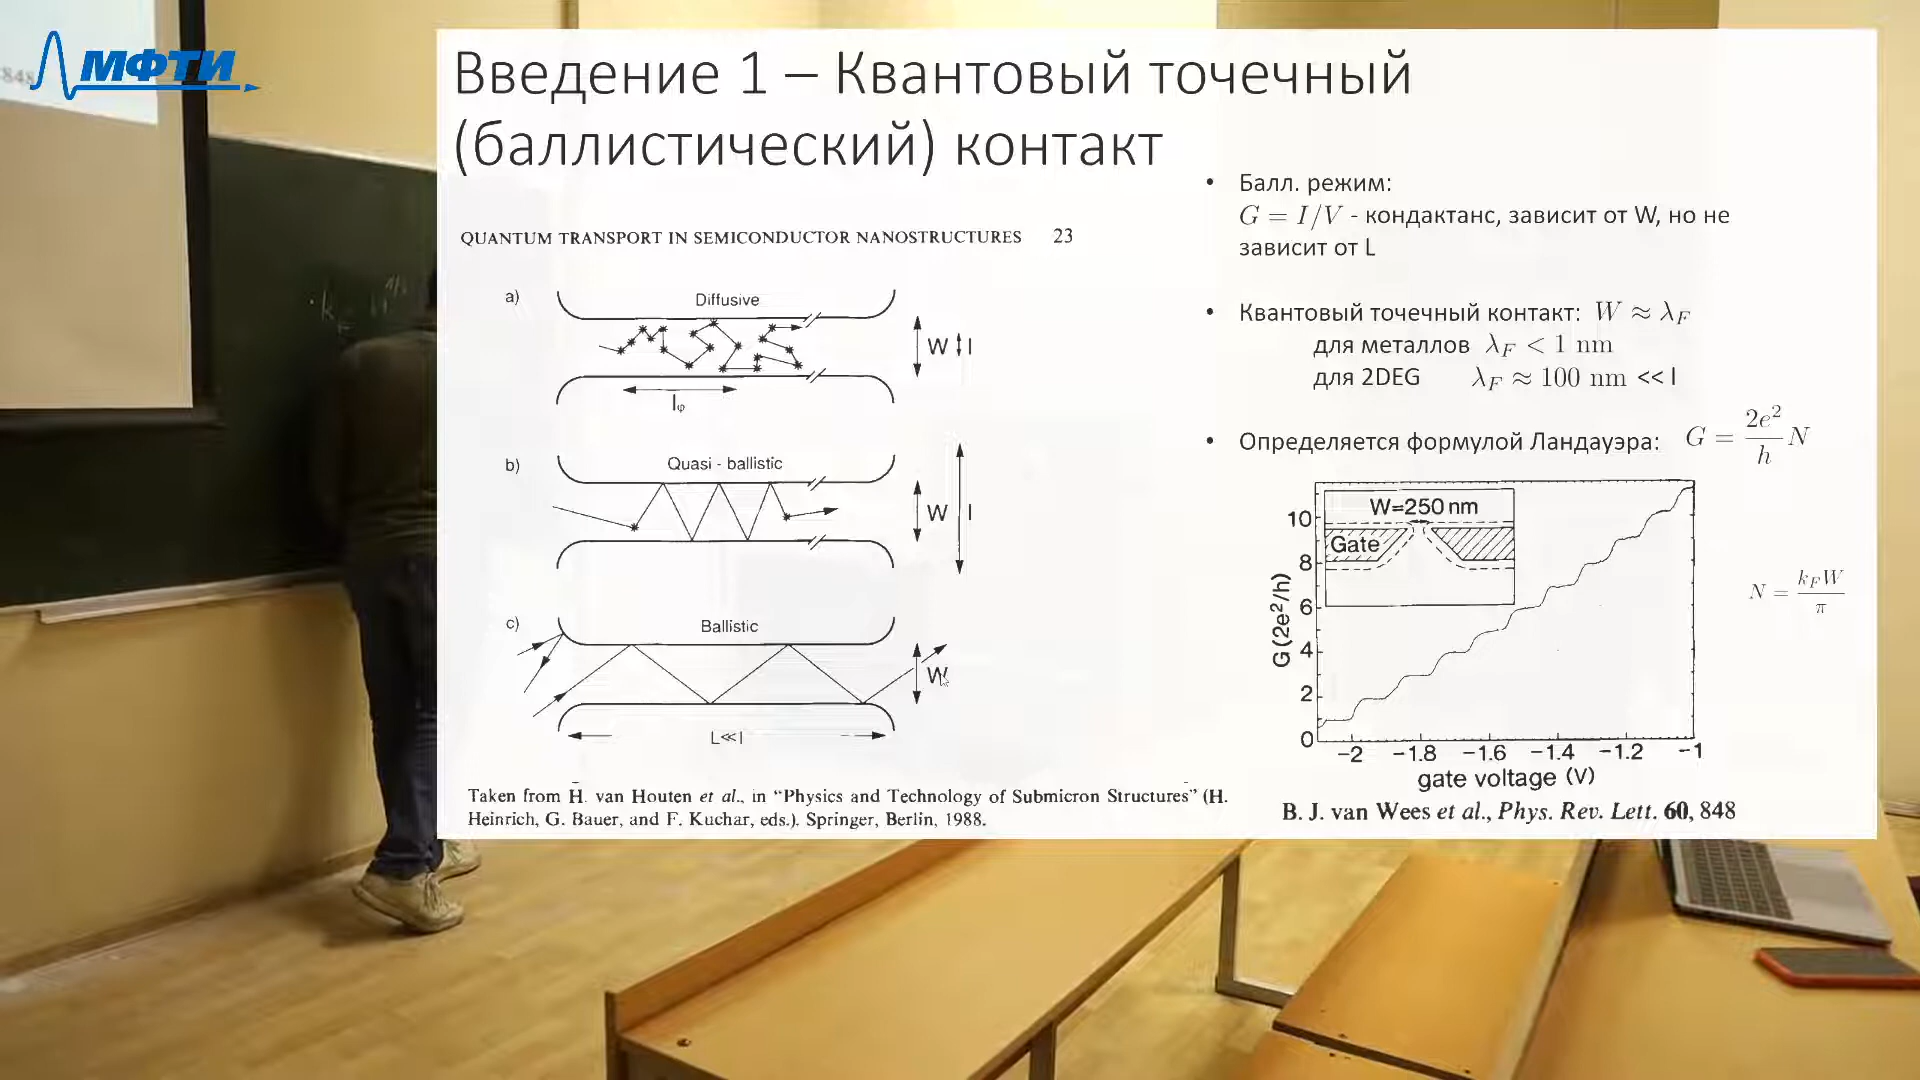 МФТИ
Введение 1 – Квантовый точечный
(баллистический) контакт
QUANTUM TRANSPORT IN SEMICONDUCTOR NANOSTRUCTURES 23
a)
Diffusive
W l
lφ
b)
Quasi - ballistic
W l
c)
Ballistic
W
L≪l
Taken from H. van Houten et al., in “Physics and Technology of Submicron Structures” (H.
Heinrich, G. Bauer, and F. Kuchar, eds.). Springer, Berlin, 1988.
• Балл. режим:
G = I/V - кондактанс, зависит от W, но не
зависит от L
• Квантовый точечный контакт: W ≈ λ_F
для металлов λ_F < 1 nm
для 2DEG λ_F ≈ 100 nm << l
• Определяется формулой Ландауэра: G = 2e²/h N
W=250 nm
Gate
G (2e²/h)
10
8
6
4
2
0
−2 −1.8 −1.6 −1.4 −1.2 −1
gate voltage (V)
N = k_F W/π
B. J. van Wees et al., Phys. Rev. Lett. 60, 848